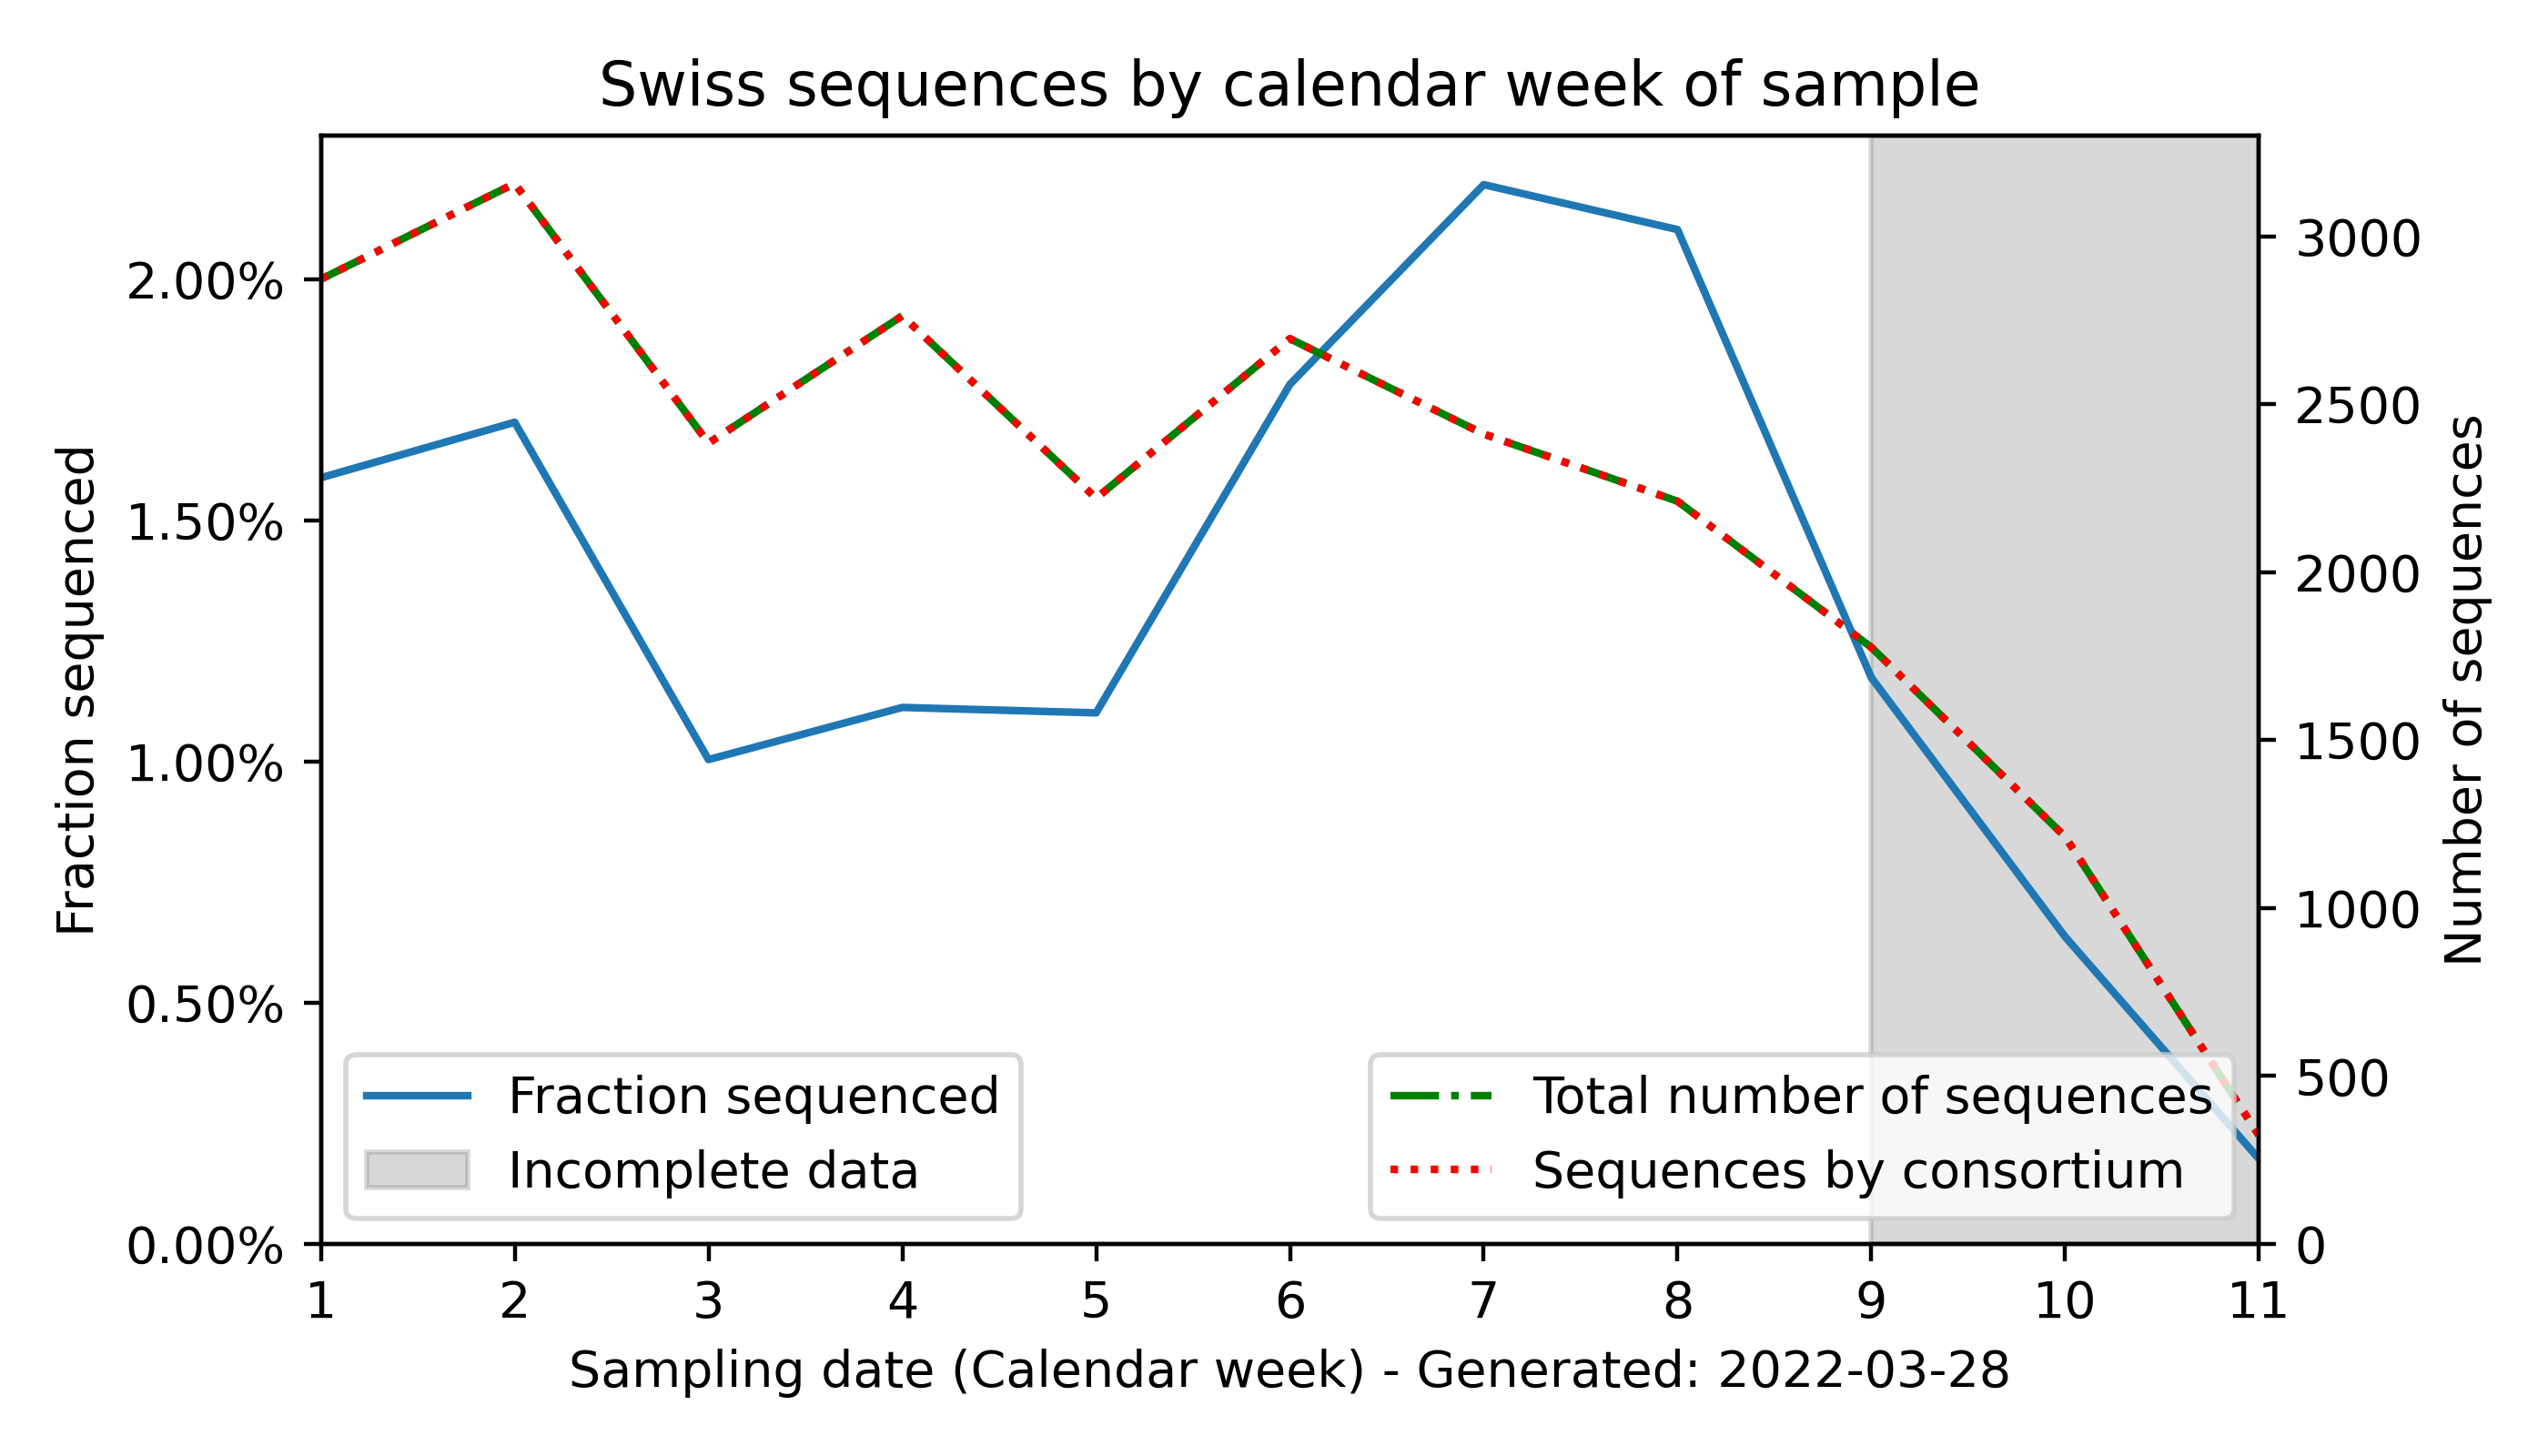 Swiss sequences by calendar week of sample
Fraction sequenced
2.00%
1.50%
1.00%
0.50%
0.00%
3000
2500
2000
1500
1000
500
0
Number of sequences
Fraction sequenced
Incomplete data
Total number of sequences
Sequences by consortium
1 2 3 4 5 6 7 8 9 10 11
Sampling date (Calendar week) - Generated: 2022-03-28